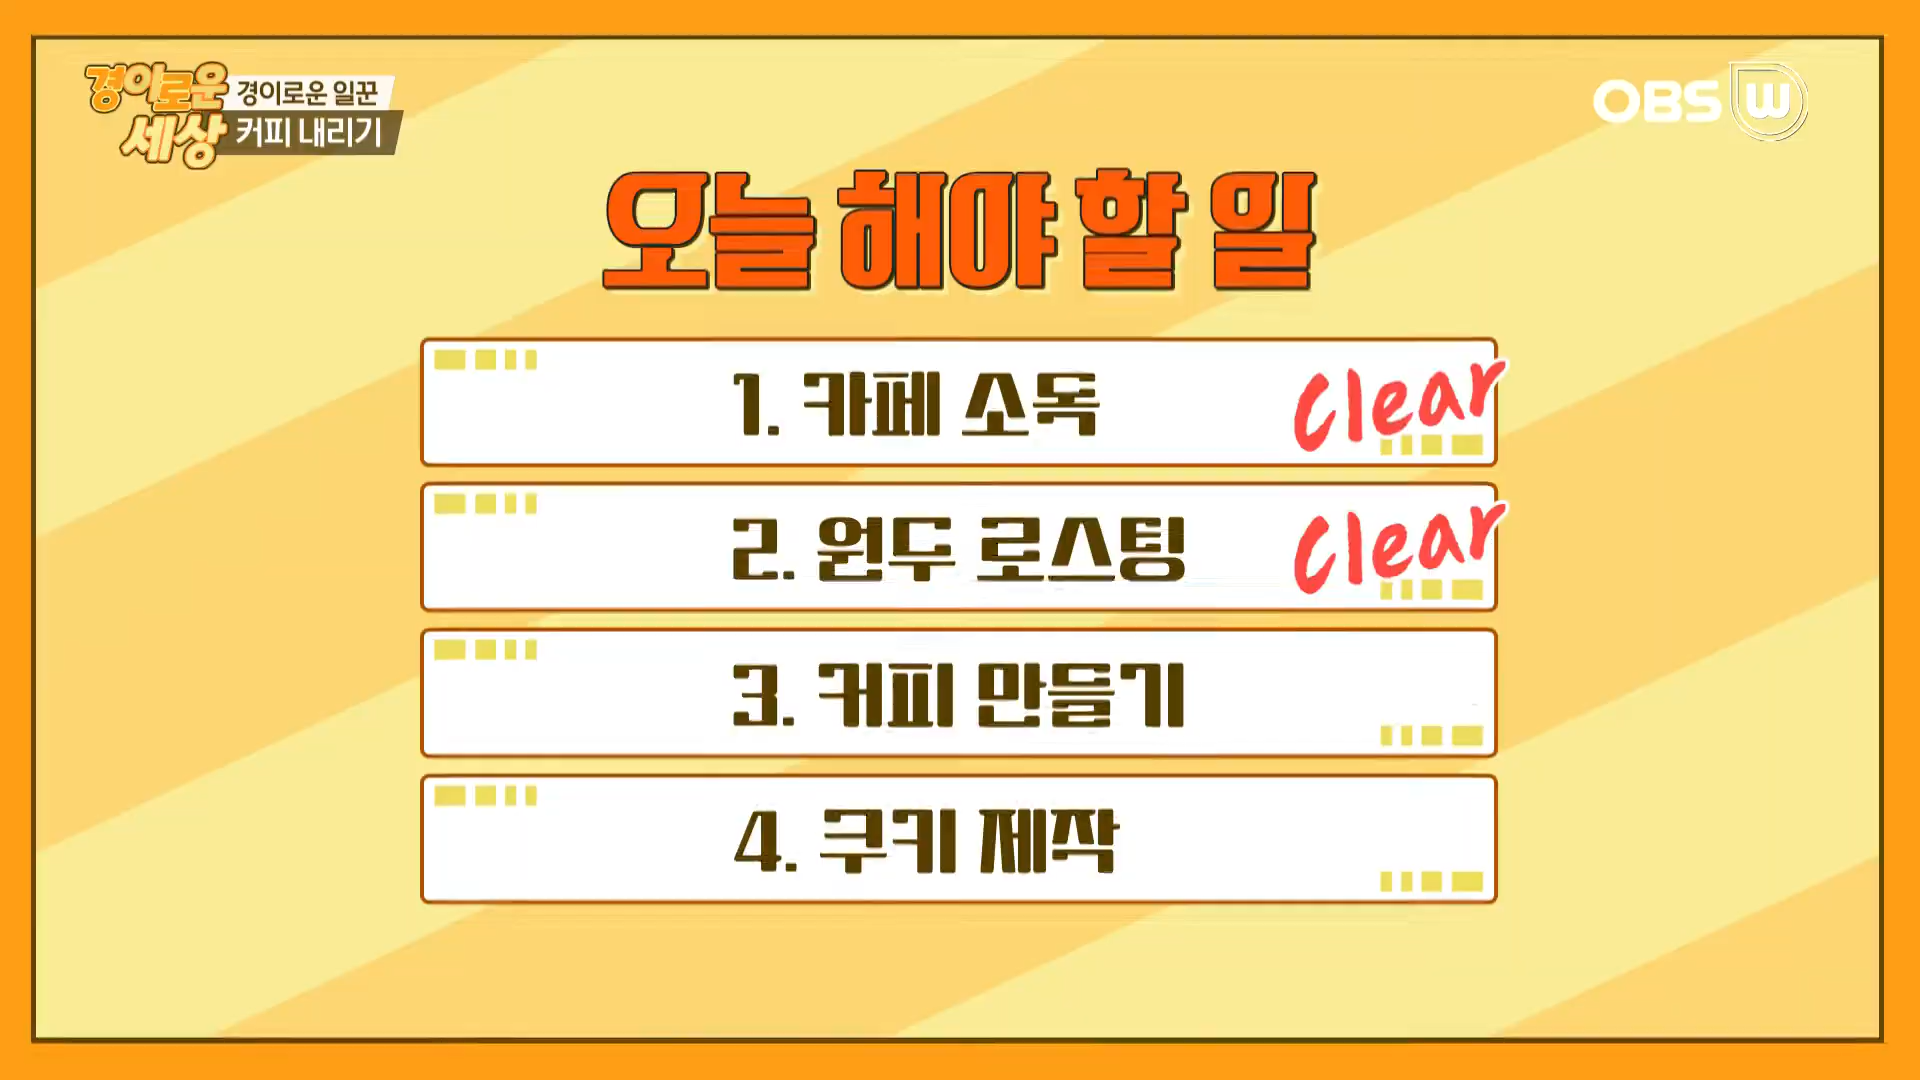 경이로운 세상
경이로운 일꾼
커피 내리기
OBS W
오늘 해야 할 일
1. 카페 소독 Clear
2. 원두 로스팅 Clear
3. 커피 만들기
4. 쿠키 제작